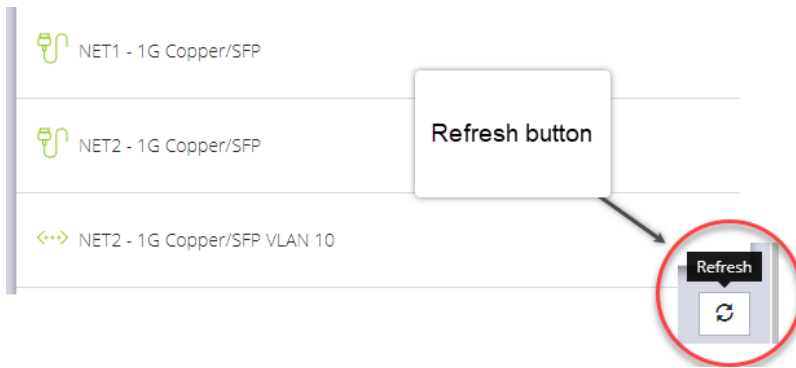 NET1 - 1G Copper/SFP
NET2 - 1G Copper/SFP
Refresh button
NET2 - 1G Copper/SFP VLAN 10
Refresh